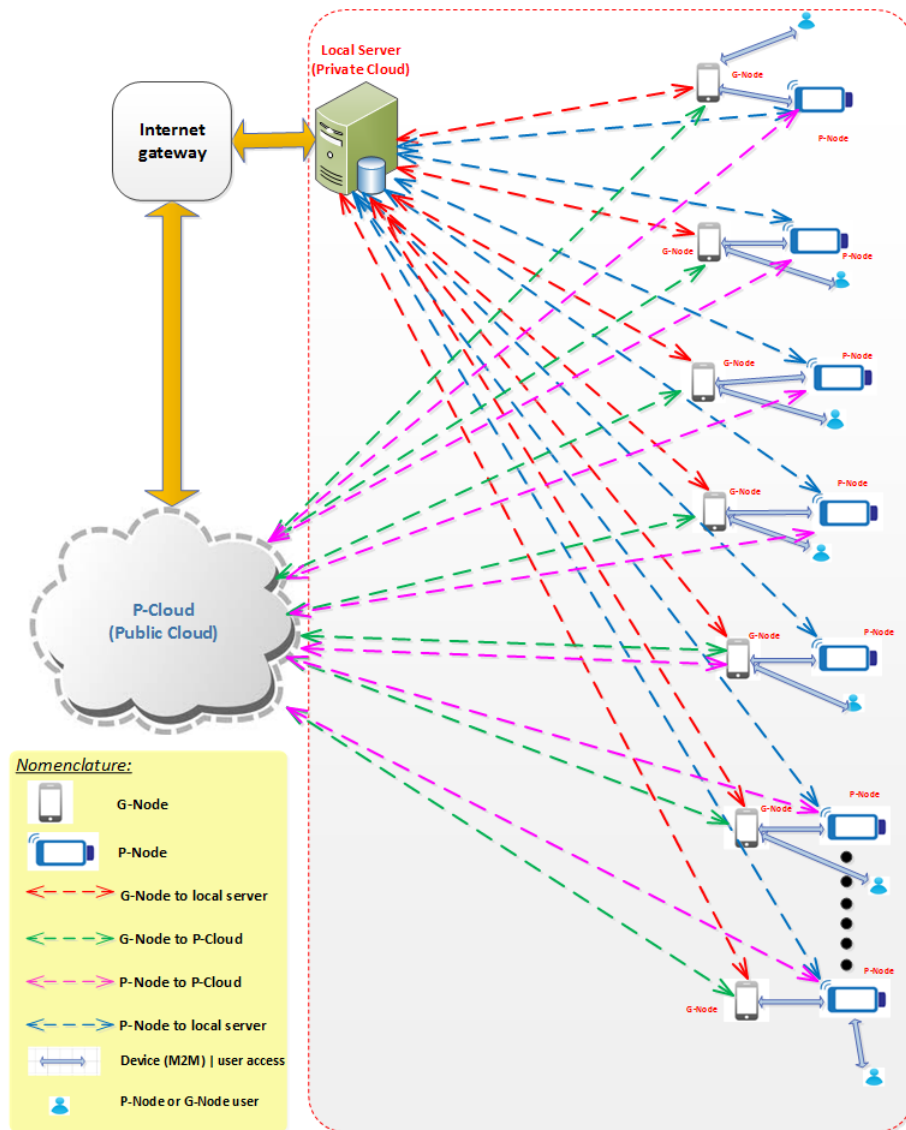 Local Server
(Private Cloud)
Internet
gateway
G-Node
P-Node
G-Node
P-Node
G-Node
P-Node
G-Node
P-Node
G-Node
P-Node
G-Node
P-Node
G-Node
P-Node
P-Cloud
(Public Cloud)
Nomenclature:
G-Node
P-Node
G-Node to local server
G-Node to P-Cloud
P-Node to P-Cloud
P-Node to local server
Device (M2M) | user access
P-Node or G-Node user